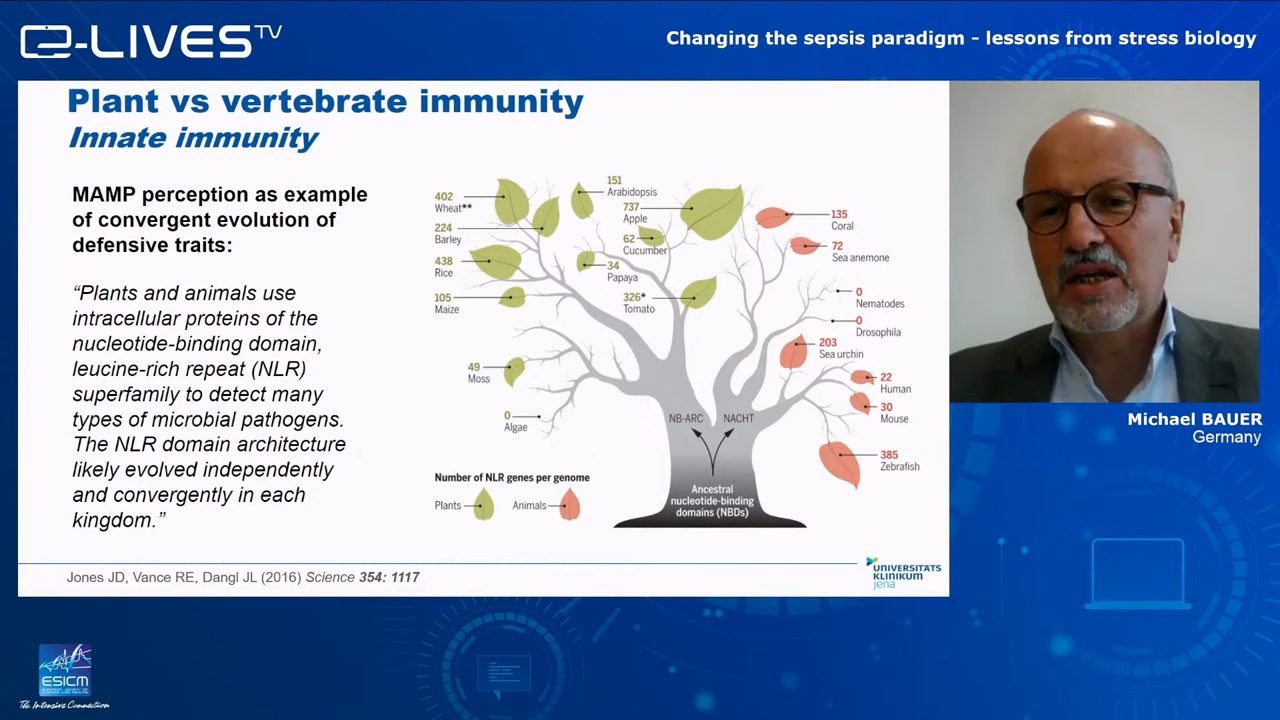 e-LIVES TV
Changing the sepsis paradigm - lessons from stress biology
Plant vs vertebrate immunity
Innate immunity
MAMP perception as example
of convergent evolution of
defensive traits:
“Plants and animals use
intracellular proteins of the
nucleotide-binding domain,
leucine-rich repeat (NLR)
superfamily to detect many
types of microbial pathogens.
The NLR domain architecture
likely evolved independently
and convergently in each
kingdom.”
402
Wheat**
224
Barley
438
Rice
105
Maize
49
Moss
0
Algae
151
Arabidopsis
737
Apple
62
Cucumber
34
Papaya
326*
Tomato
135
Coral
72
Sea anemone
0
Nematodes
0
Drosophila
203
Sea urchin
22
Human
30
Mouse
385
Zebrafish
NB-ARC NACHT
Ancestral
nucleotide-binding
domains (NBDs)
Number of NLR genes per genome
Plants Animals
Jones JD, Vance RE, Dangl JL (2016) Science 354: 1117
UNIVERSITÄTS
KLINIKUM
jena
Michael BAUER
Germany
ESICM
The Intensive Connection